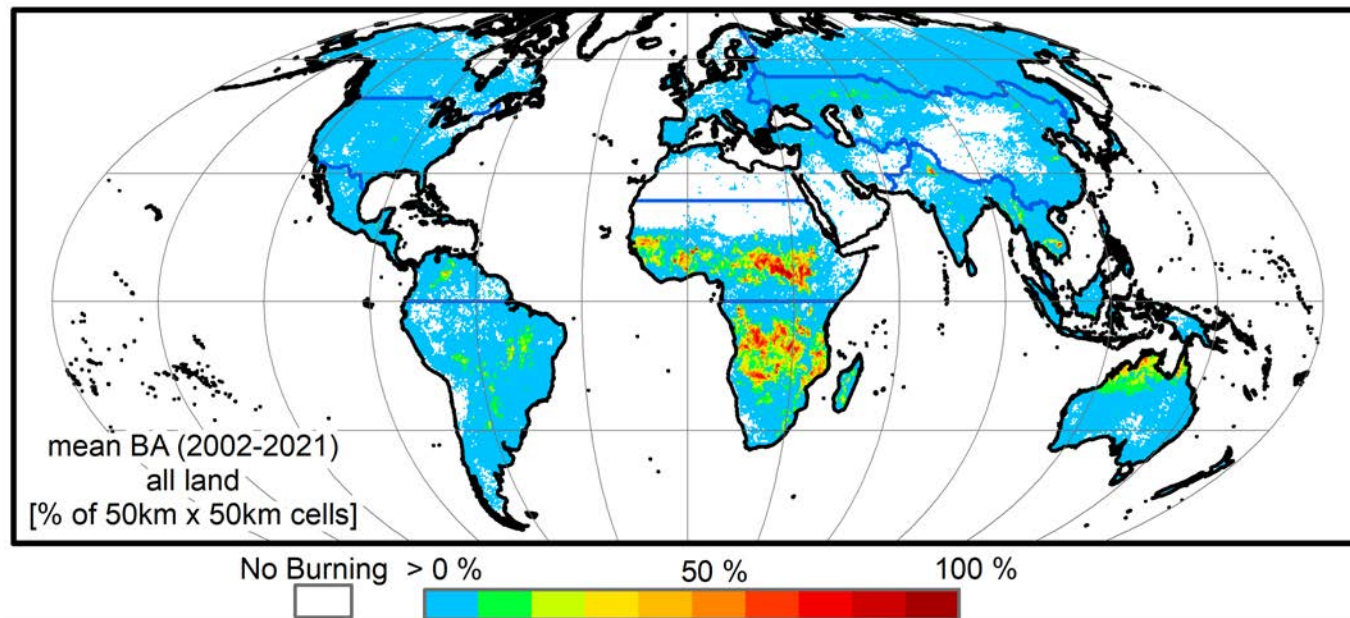 mean BA (2002-2021)
all land
[% of 50km x 50km cells]
No Burning > 0 % 50 % 100 %